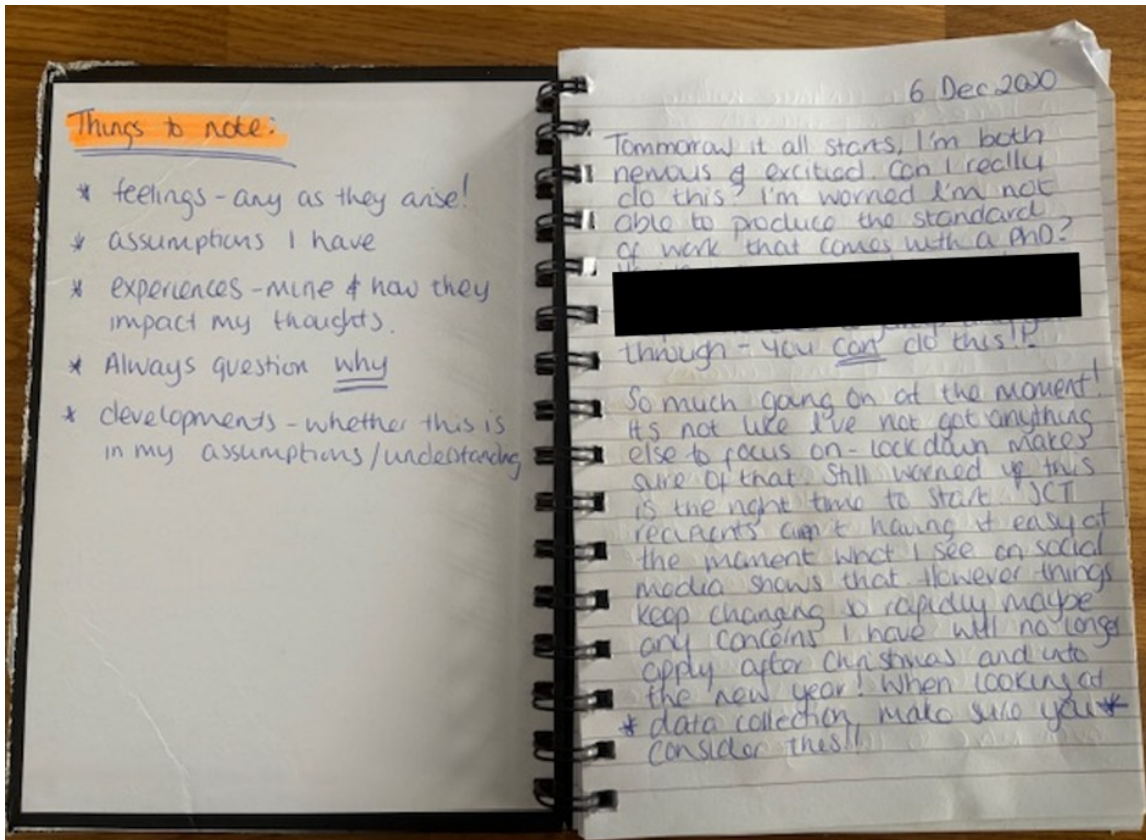 Things to note:
* feelings - any as they arise!
* assumptions I have
* experiences - mine & how they
impact my thoughts.
* Always question why
* developments - whether this is
in my assumptions/understanding
6 Dec 2020
Tommorrow it all starts, I'm both
nervous & excitied. Can I really
do this? I'm worried I'm not
able to produce the standard
of work that comes with a PhD?
through - you can do this!!
So much going on at the moment!
Its not like I've not got anything
else to focus on - lockdown makes
sure of that. Still worried if this
is the right time to start. JCT
recipients aren't having it easy at
the moment what I see on social
media shows that. However things
keep changing so rapidly maybe
any concerns I have will no longer
apply after Christmas and into
the new year! When looking at
* data collection, make sure you *
consider this!!